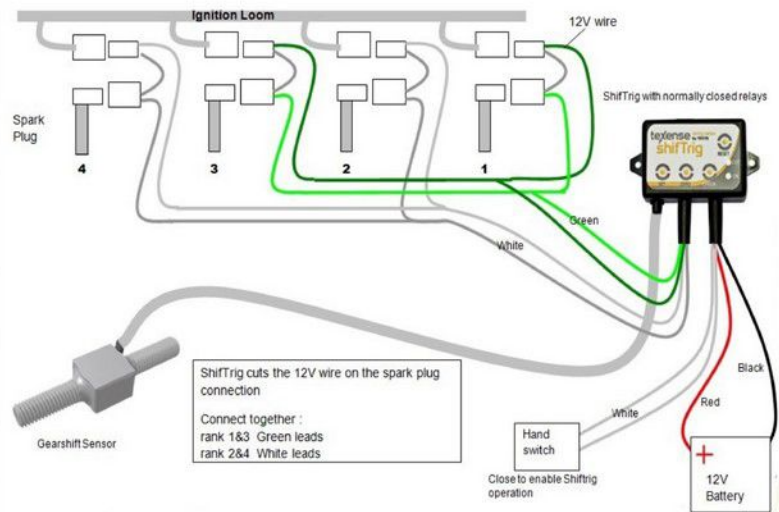 Ignition Loom
12V wire
ShifTrig with normally closed relays
Spark
Plug
4
3
2
1
texense
shifTrig
RESET
Green
White
ShifTrig cuts the 12V wire on the spark plug
connection
Connect together :
rank 1&3 Green leads
rank 2&4 White leads
Gearshift Sensor
White
Red
Black
Hand
switch
Close to enable Shiftrig
operation
+
12V
Battery